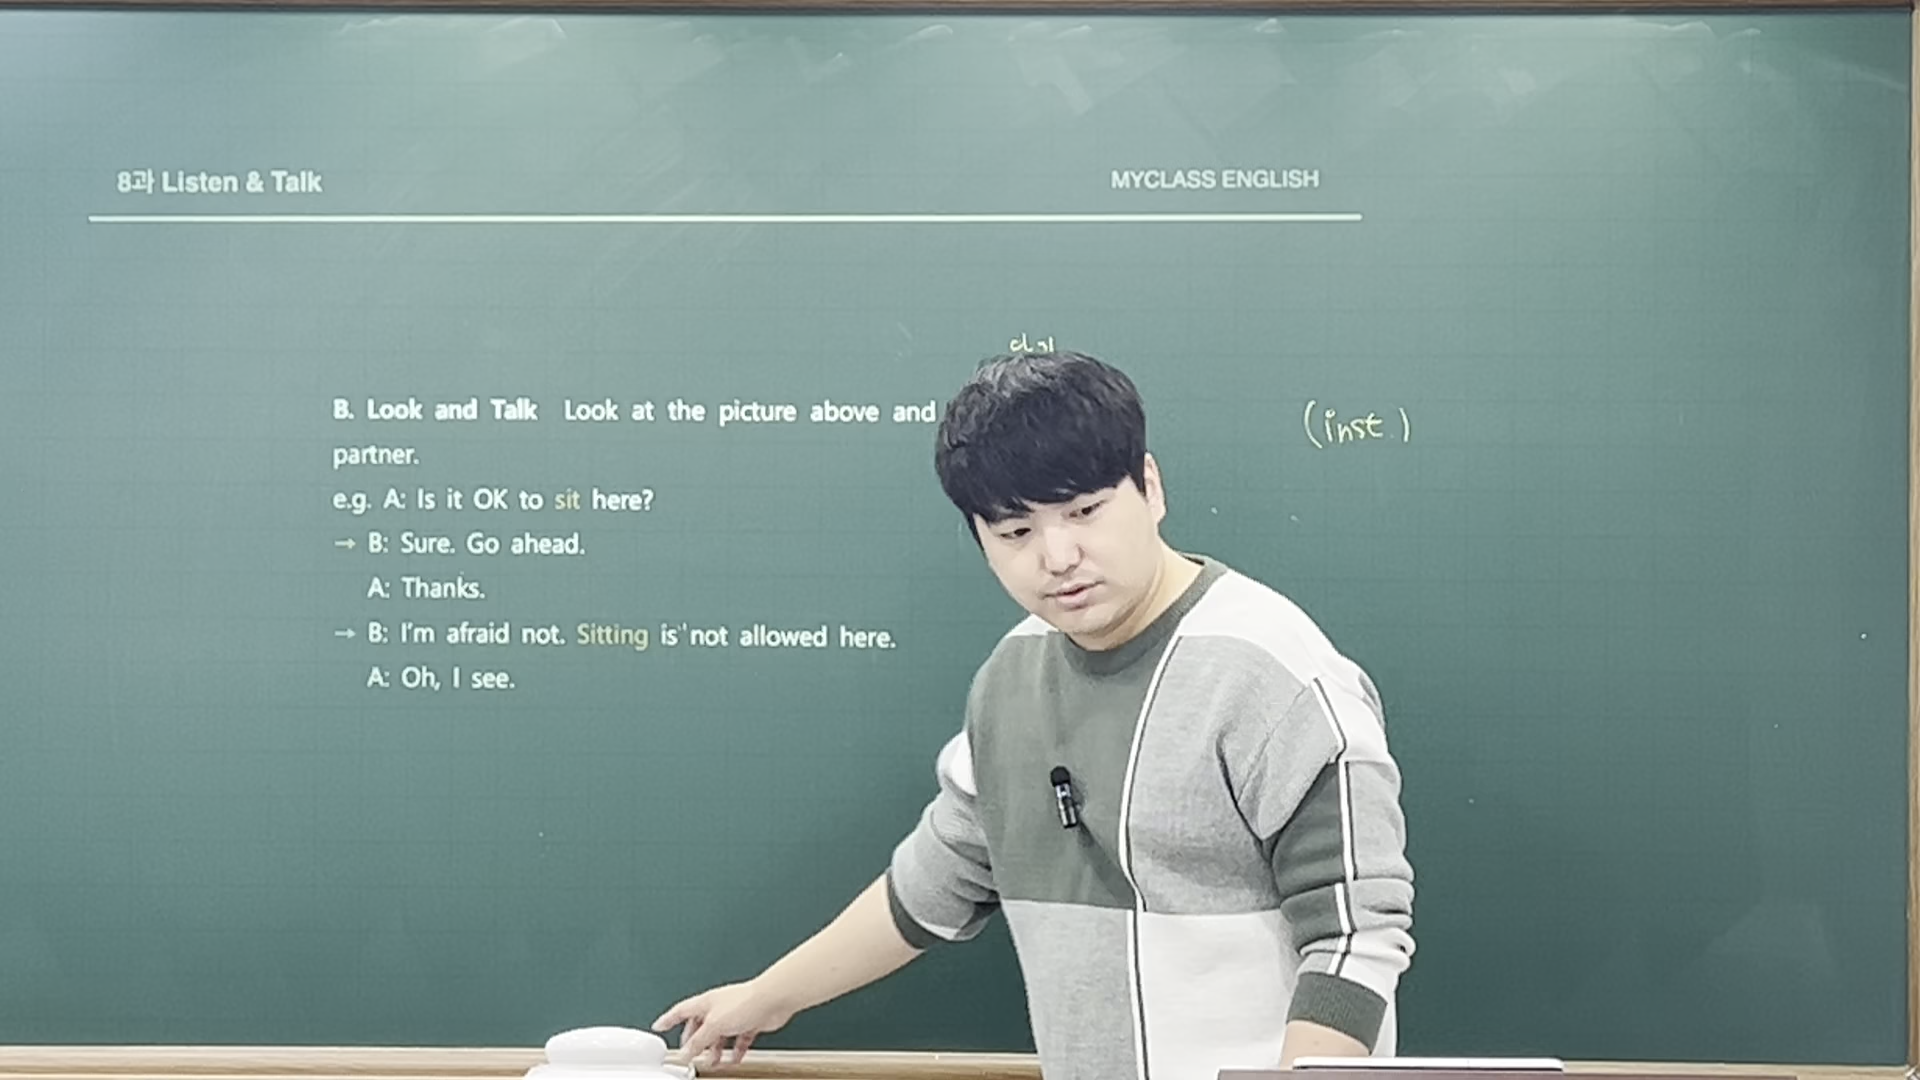 8과 Listen & Talk
MYCLASS ENGLISH
B. Look and Talk Look at the picture above and
(inst.)
partner.
e.g. A: Is it OK to sit here?
→ B: Sure. Go ahead.
A: Thanks.
→ B: I'm afraid not. Sitting is not allowed here.
A: Oh, I see.